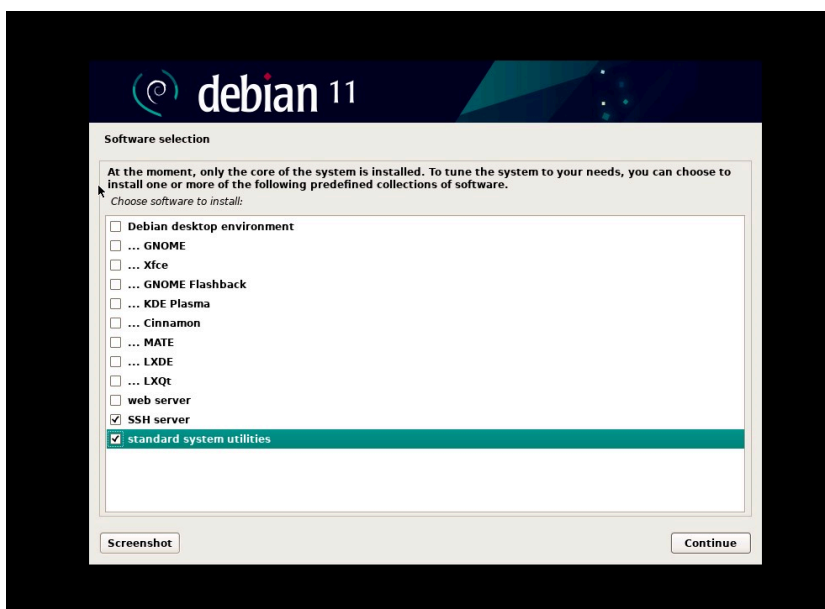 debian 11
Software selection
At the moment, only the core of the system is installed. To tune the system to your needs, you can choose to
install one or more of the following predefined collections of software.
Choose software to install:
Debian desktop environment
... GNOME
... Xfce
... GNOME Flashback
... KDE Plasma
... Cinnamon
... MATE
... LXDE
... LXQt
web server
SSH server
standard system utilities
Screenshot
Continue